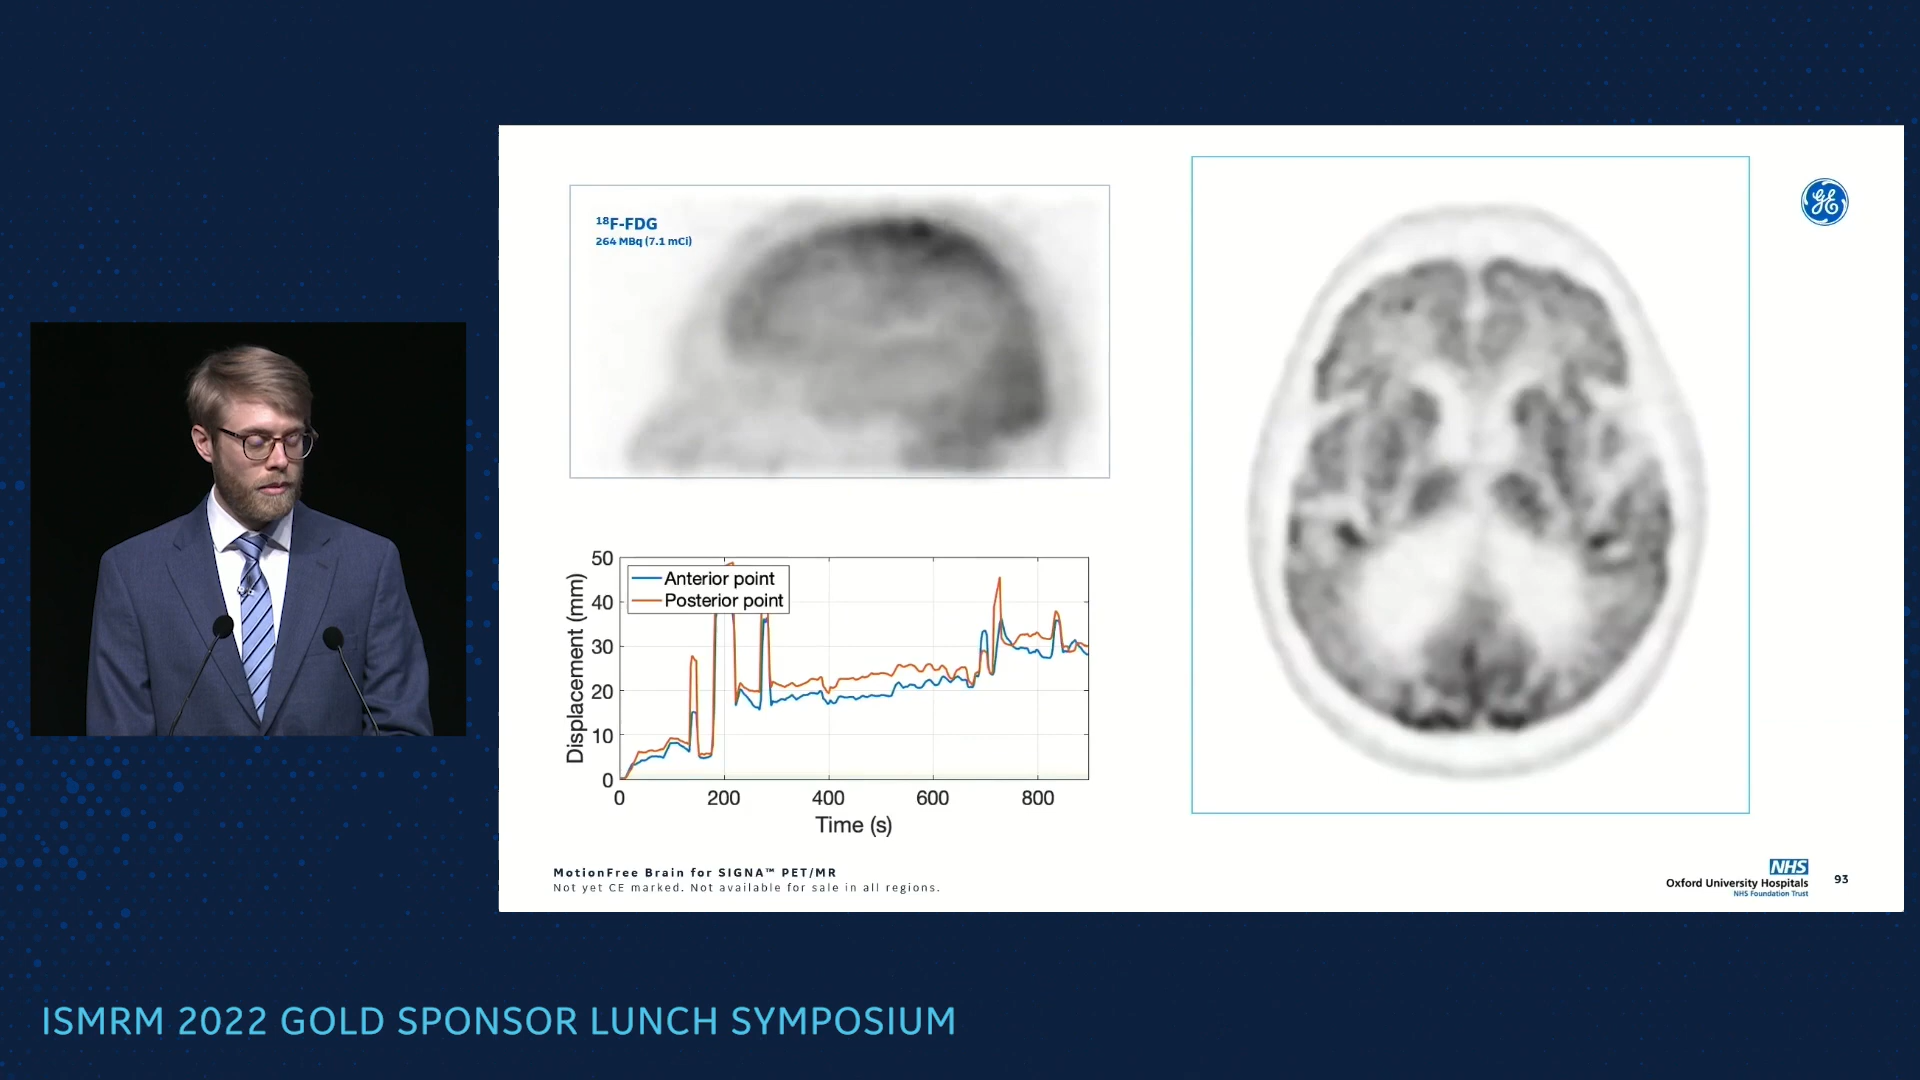 ¹⁸F-FDG
264 MBq (7.1 mCi)
GE
50
40
30
20
10
0
Displacement (mm)
Anterior point
Posterior point
0 200 400 600 800
Time (s)
MotionFree Brain for SIGNA™ PET/MR
Not yet CE marked. Not available for sale in all regions.
NHS
Oxford University Hospitals
NHS Foundation Trust
93
ISMRM 2022 GOLD SPONSOR LUNCH SYMPOSIUM